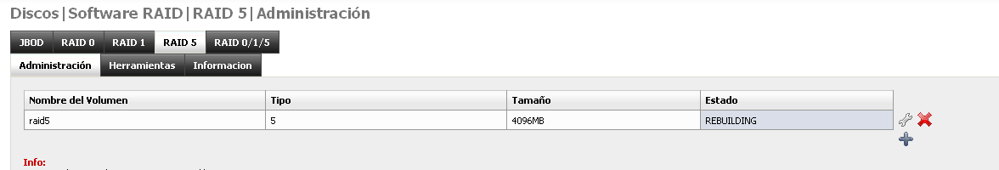 Discos|Software RAID|RAID 5|Administración
JBOD RAID 0 RAID 1 RAID 5 RAID 0/1/5
Administración Herramientas Informacion
Nombre del Volumen Tipo Tamaño Estado
raid5 5 4096MB REBUILDING
Info: